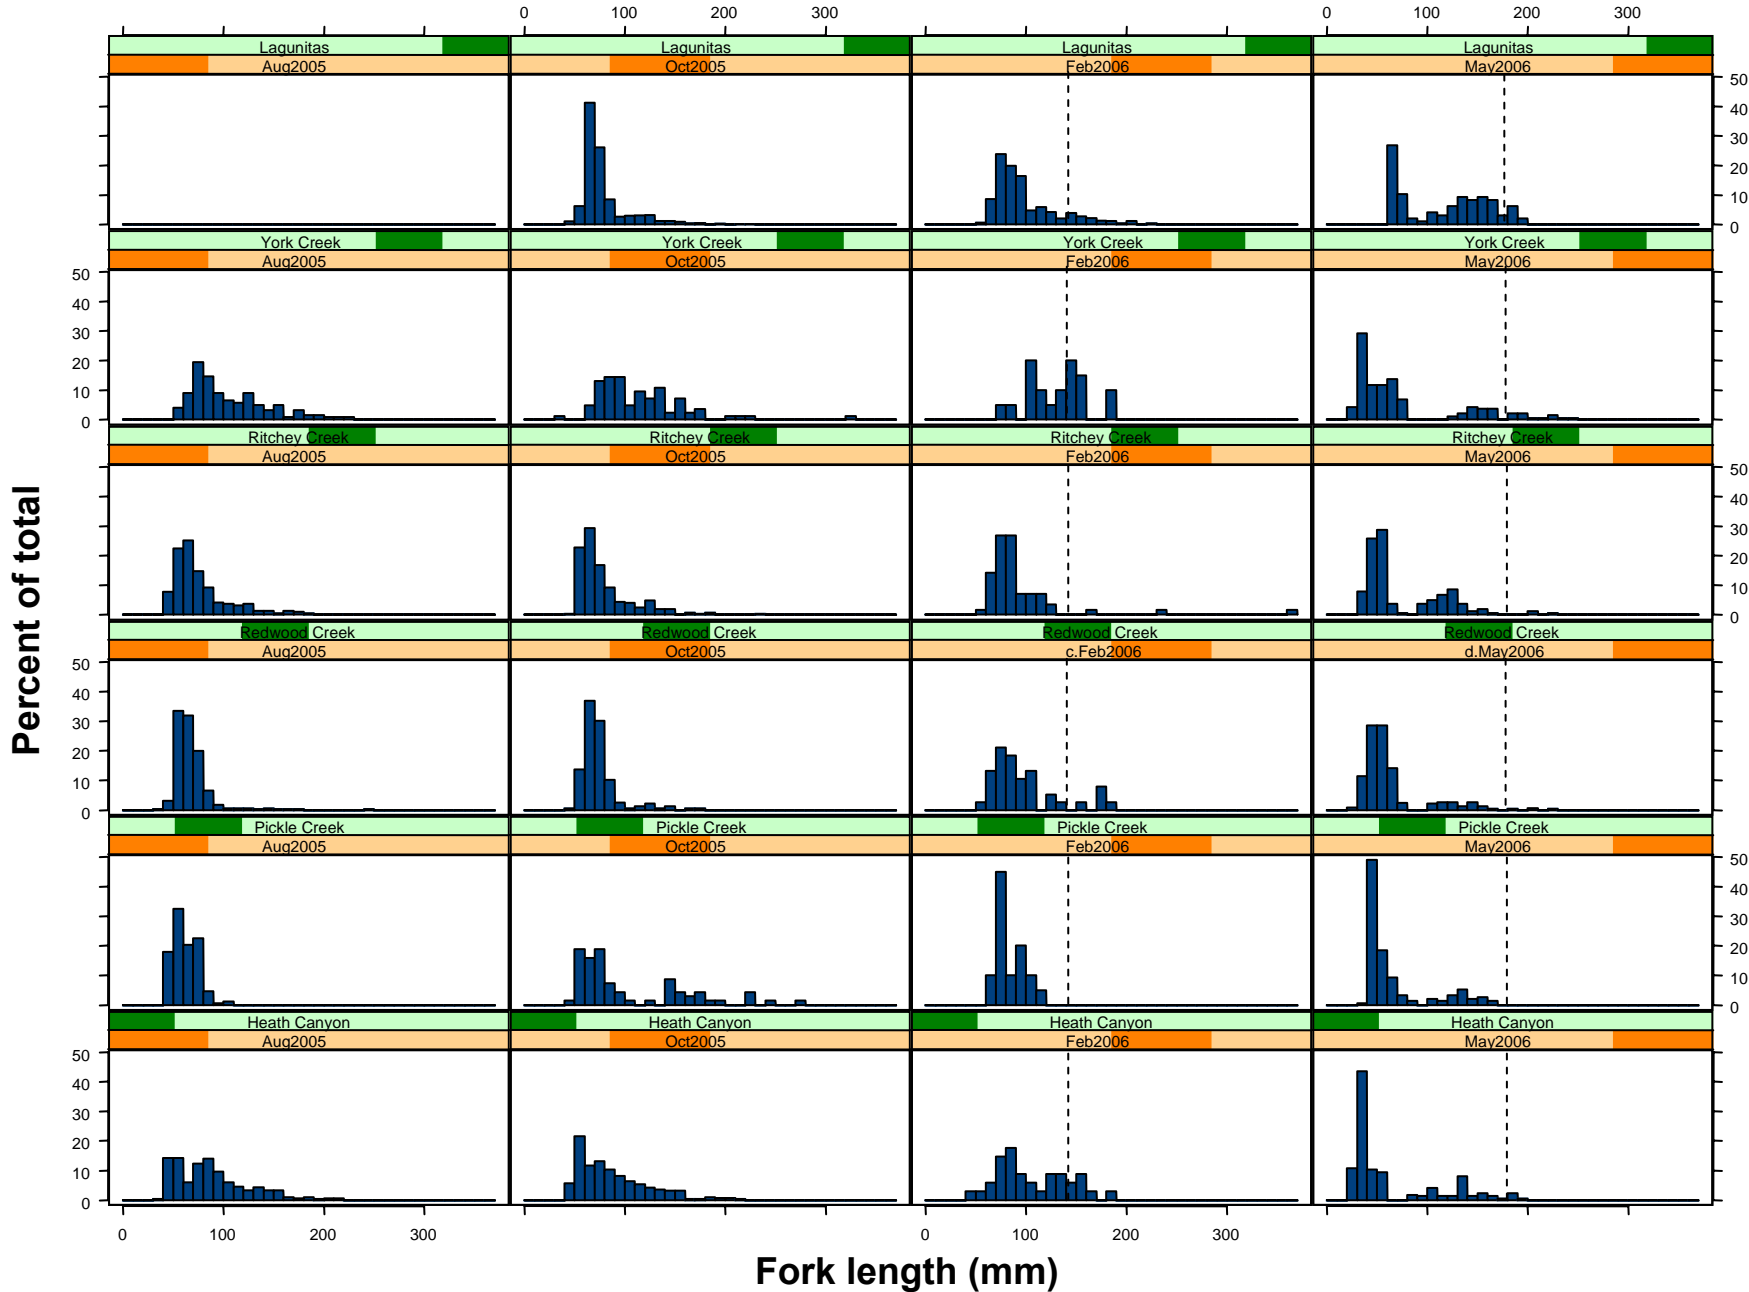 0 100 200 300 0 100 200 300
Lagunitas Lagunitas Lagunitas Lagunitas
Aug2005 Oct2005 Feb2006 May2006
50
40
30
20
10
0
York Creek York Creek York Creek York Creek
Aug2005 Oct2005 Feb2006 May2006
50
40
30
20
10
0
Ritchey Creek Ritchey Creek Ritchey Creek Ritchey Creek
Aug2005 Oct2005 Feb2006 May2006
50
40
30
20
10
0
Redwood Creek Redwood Creek Redwood Creek Redwood Creek
Aug2005 Oct2005 c.Feb2006 d.May2006
50
40
30
20
10
0
Pickle Creek Pickle Creek Pickle Creek Pickle Creek
Aug2005 Oct2005 Feb2006 May2006
50
40
30
20
10
0
Heath Canyon Heath Canyon Heath Canyon Heath Canyon
Aug2005 Oct2005 Feb2006 May2006
50
40
30
20
10
0
0 100 200 300 0 100 200 300
Percent of total
Fork length (mm)